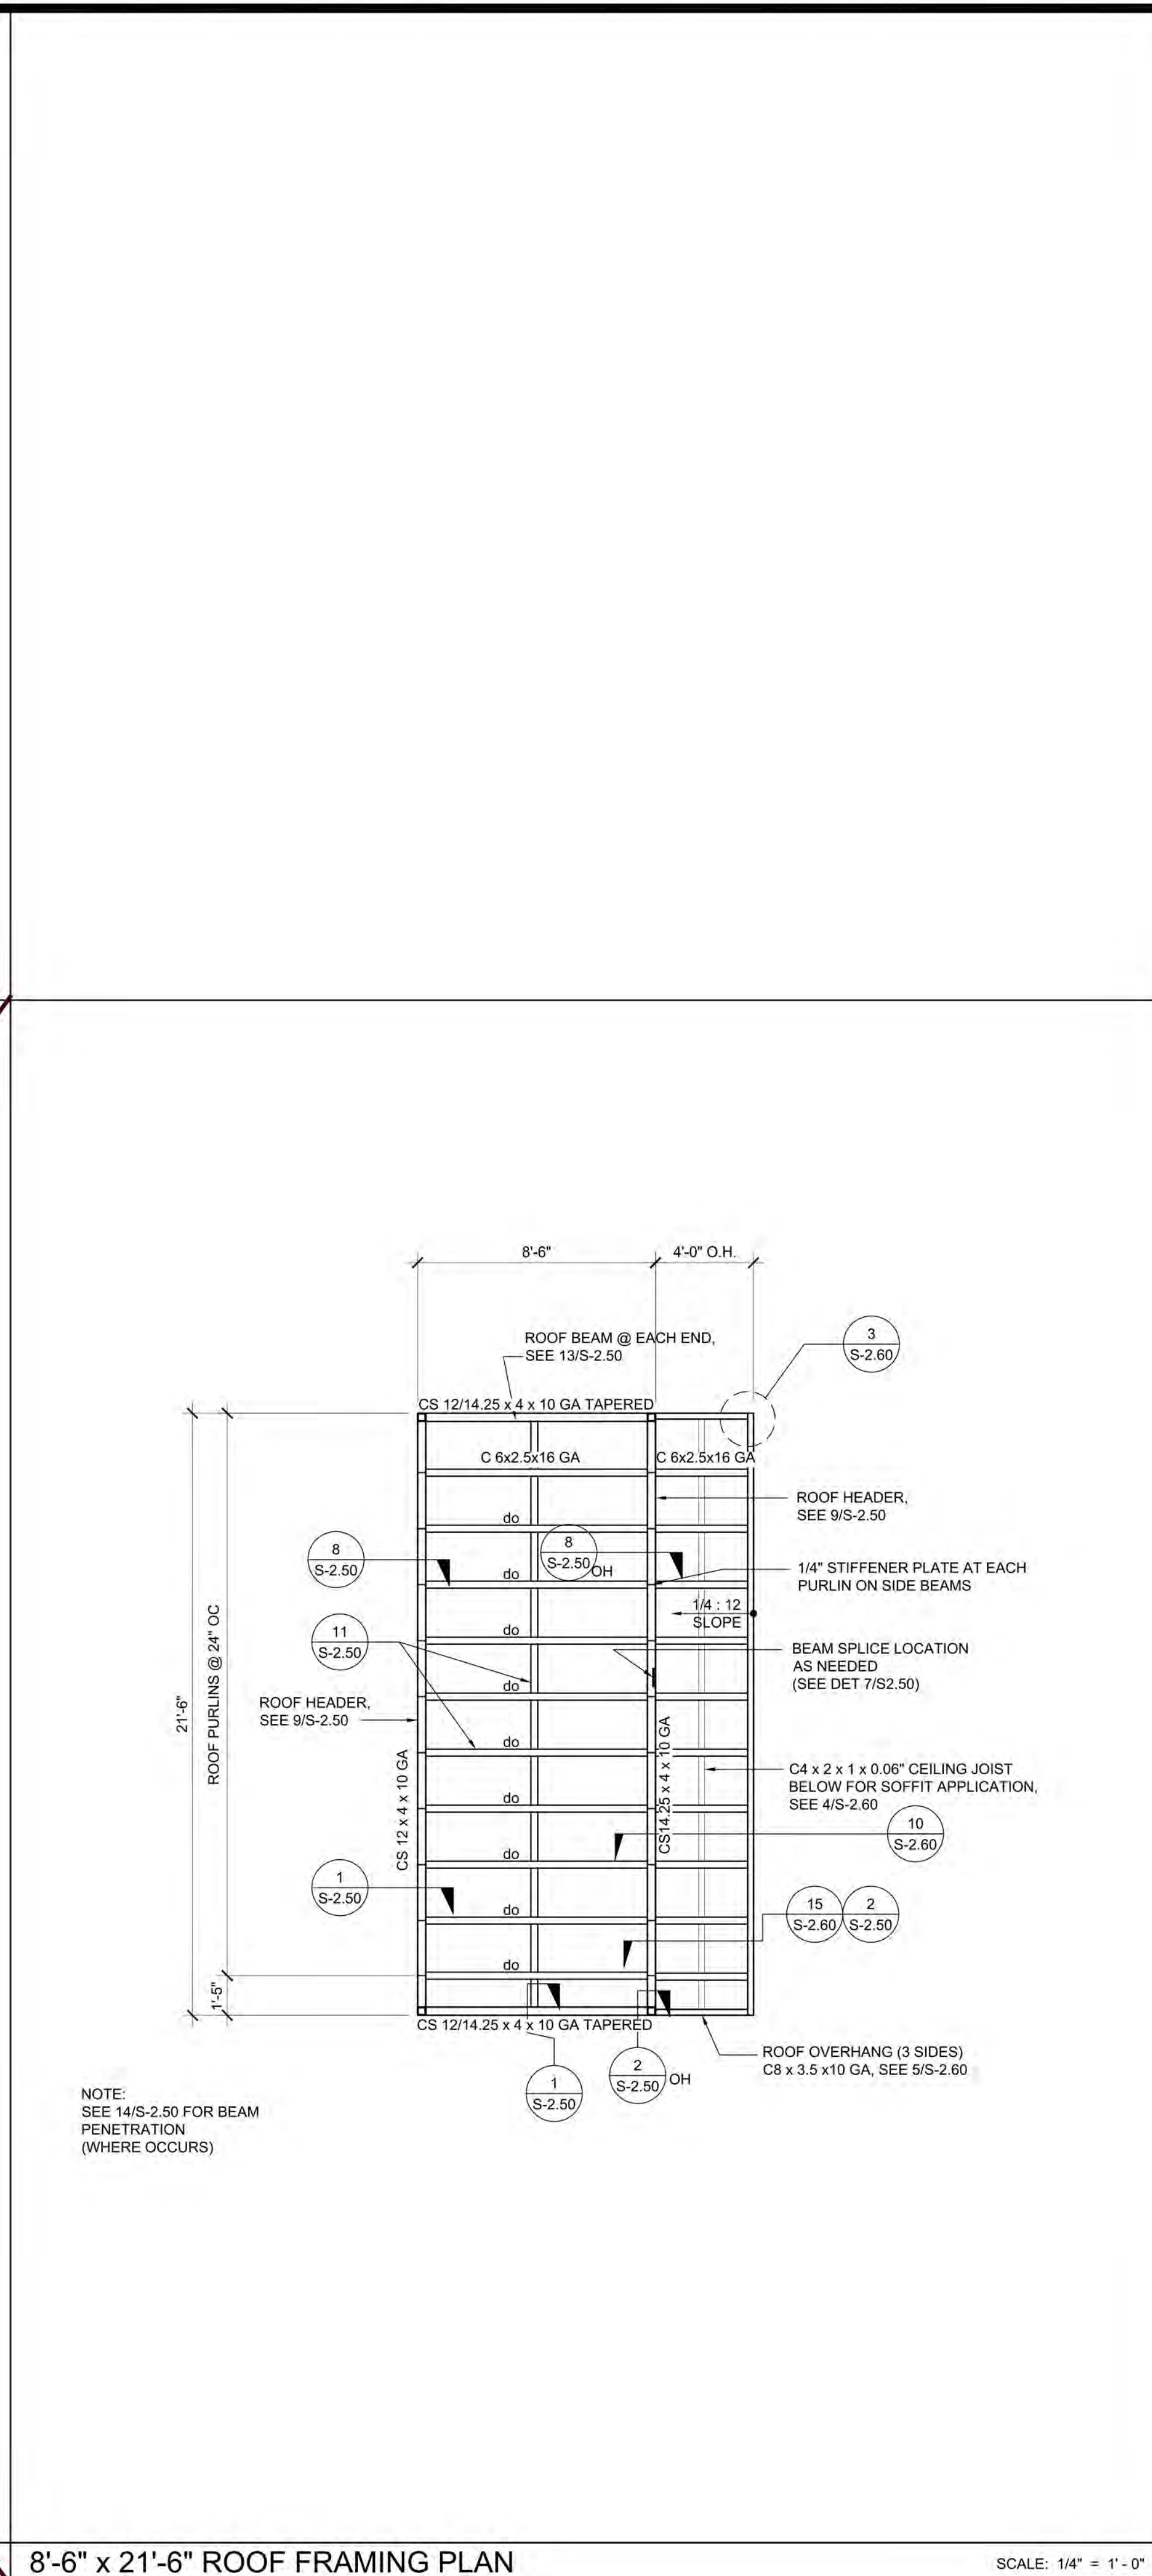 8'-6"
4'-0" O.H.
ROOF BEAM @ EACH END,
SEE 13/S-2.50
3
S-2.60
CS 12/14.25 x 4 x 10 GA TAPERED
C 6x2.5x16 GA
C 6x2.5x16 GA
ROOF HEADER,
SEE 9/S-2.50
do
8
S-2.50
8
S-2.50
OH
do
1/4" STIFFENER PLATE AT EACH
PURLIN ON SIDE BEAMS
1/4 : 12
SLOPE
11
S-2.50
do
BEAM SPLICE LOCATION
AS NEEDED
(SEE DET 7/S2.50)
do
21'-6"
ROOF PURLINS @ 24" OC
ROOF HEADER,
SEE 9/S-2.50
do
CS 12 x 4 x 10 GA
CS14.25 x 4 x 10 GA
C4 x 2 x 1 x 0.06" CEILING JOIST
BELOW FOR SOFFIT APPLICATION,
SEE 4/S-2.60
do
10
S-2.60
do
1
S-2.50
do
15
S-2.60
2
S-2.50
do
1'-5"
CS 12/14.25 x 4 x 10 GA TAPERED
ROOF OVERHANG (3 SIDES)
C8 x 3.5 x10 GA, SEE 5/S-2.60
1
S-2.50
2
S-2.50
OH
NOTE:
SEE 14/S-2.50 FOR BEAM
PENETRATION
(WHERE OCCURS)
8'-6" x 21'-6" ROOF FRAMING PLAN
SCALE: 1/4" = 1' - 0"